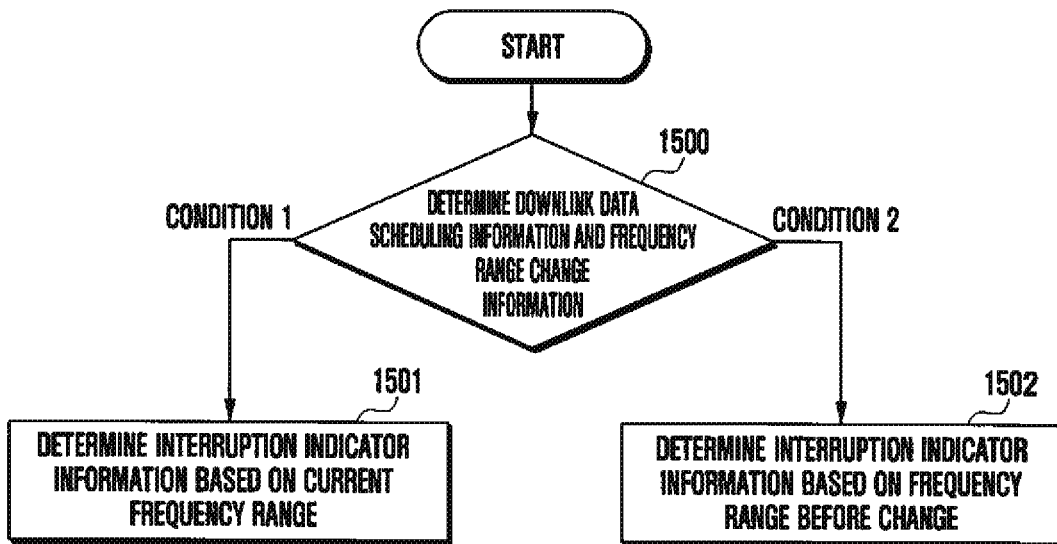 START
1500
CONDITION 1
DETERMINE DOWNLINK DATA
SCHEDULING INFORMATION AND FREQUENCY
RANGE CHANGE
INFORMATION
CONDITION 2
1501
DETERMINE INTERRUPTION INDICATOR
INFORMATION BASED ON CURRENT
FREQUENCY RANGE
1502
DETERMINE INTERRUPTION INDICATOR
INFORMATION BASED ON FREQUENCY
RANGE BEFORE CHANGE